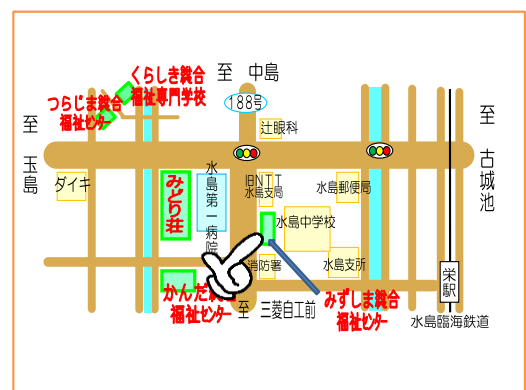 くらしき総合
福祉専門学校
至 中島
188号
つらじま総合
福祉センター
至
玉島
辻眼科
至
古城池
ダイキ
みどり荘
水島第一病院
旧NTT
水島支局
水島郵便局
水島中学校
消防署
水島支所
栄駅
かんだ
福祉センター
至 三菱自工前
みずしま総合
福祉センター
水島臨海鉄道